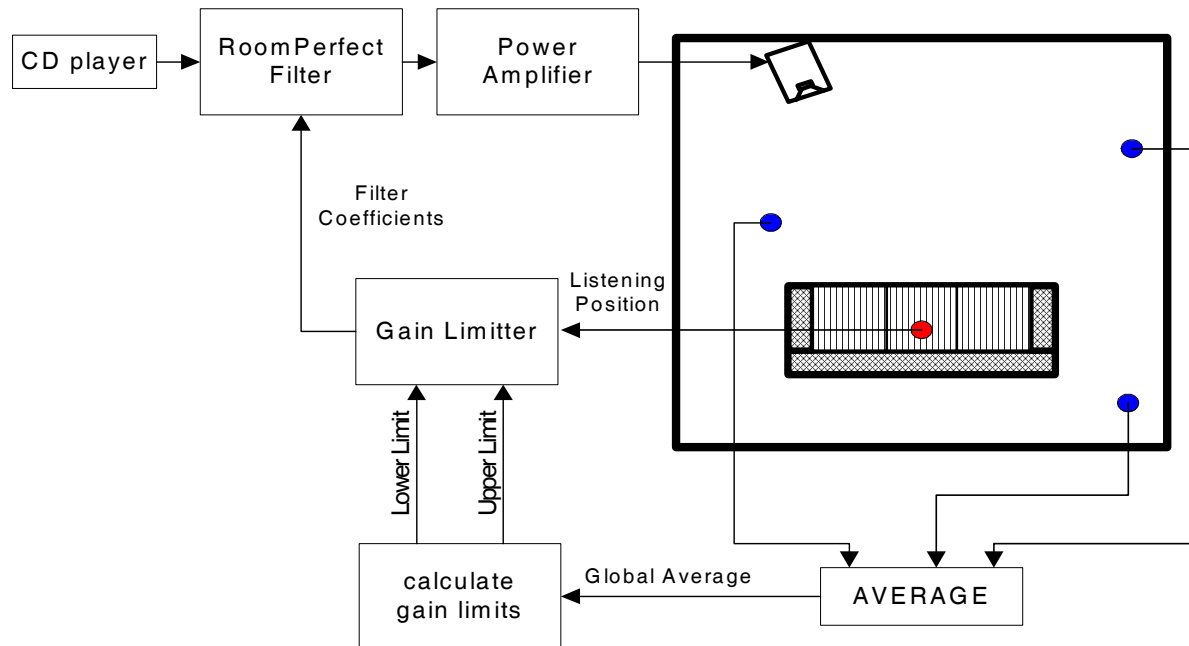 CD player
RoomPerfect
Filter
Power
Amplifier
Filter
Coefficients
Listening
Position
Gain Limitter
Lower Limit
Upper Limit
calculate
gain limits
Global Average
AVERAGE